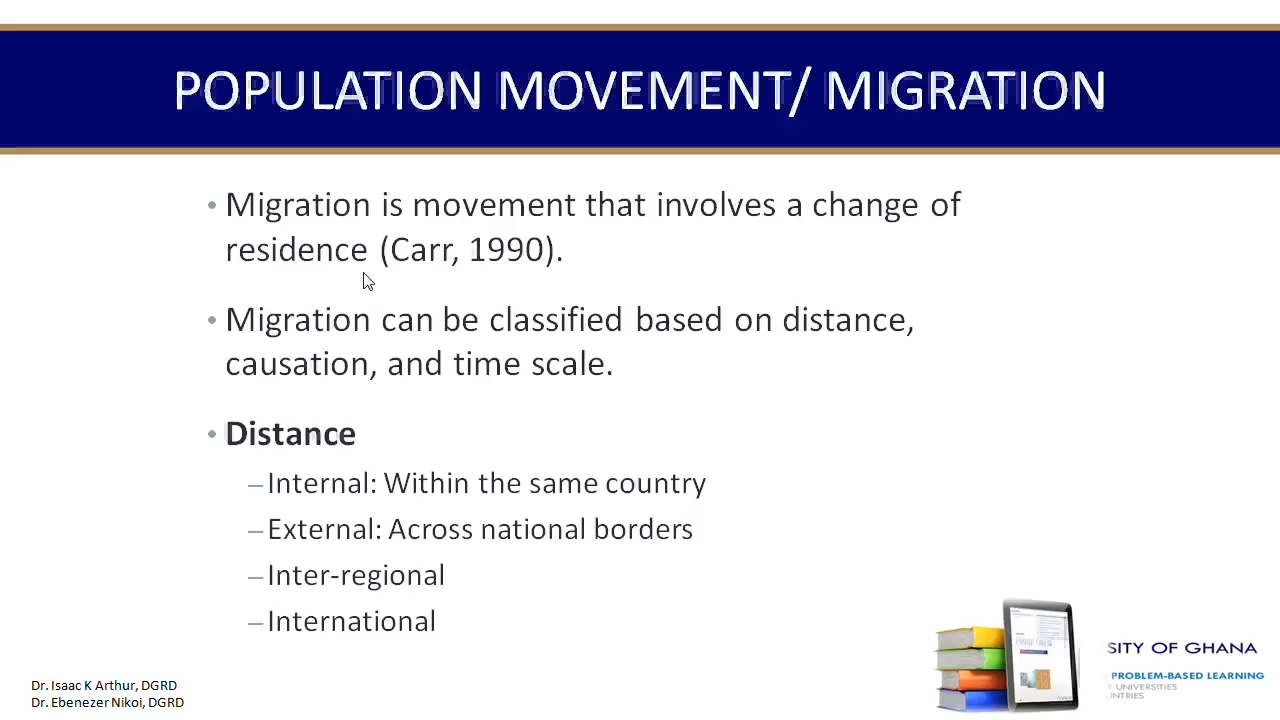 POPULATION MOVEMENT/ MIGRATION
• Migration is movement that involves a change of
residence (Carr, 1990).
• Migration can be classified based on distance,
causation, and time scale.
• Distance
– Internal: Within the same country
– External: Across national borders
– Inter-regional
– International
SITY OF GHANA
PROBLEM-BASED LEARNING
UNIVERSITIES
NTRIES
Dr. Isaac K Arthur, DGRD
Dr. Ebenezer Nikoi, DGRD